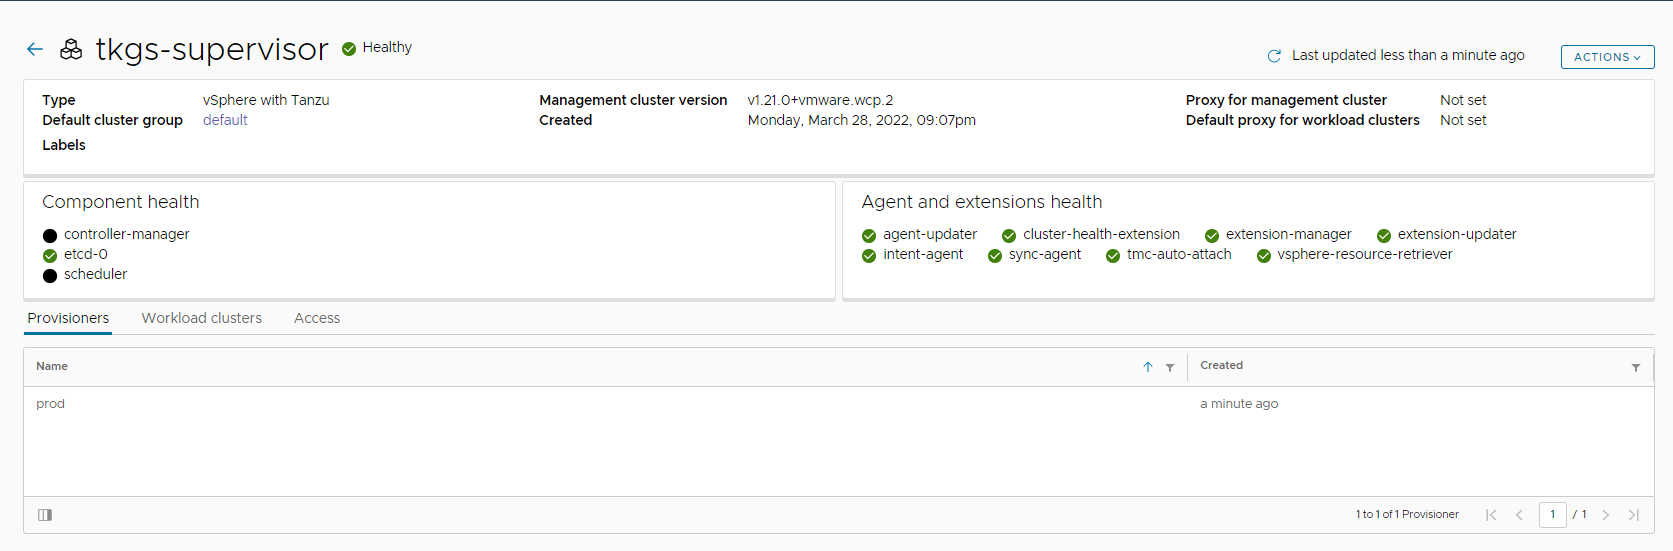 tkgs-supervisor Healthy
Last updated less than a minute ago ACTIONS
Type vSphere with Tanzu Management cluster version v1.21.0+vmware.wcp.2 Proxy for management cluster Not set
Default cluster group default Created Monday, March 28, 2022, 09:07pm Default proxy for workload clusters Not set
Labels
Component health
controller-manager
etcd-0
scheduler
Agent and extensions health
agent-updater cluster-health-extension extension-manager extension-updater
intent-agent sync-agent tmc-auto-attach vsphere-resource-retriever
Provisioners Workload clusters Access
Name Created
prod a minute ago
1 to 1 of 1 Provisioner 1 / 1